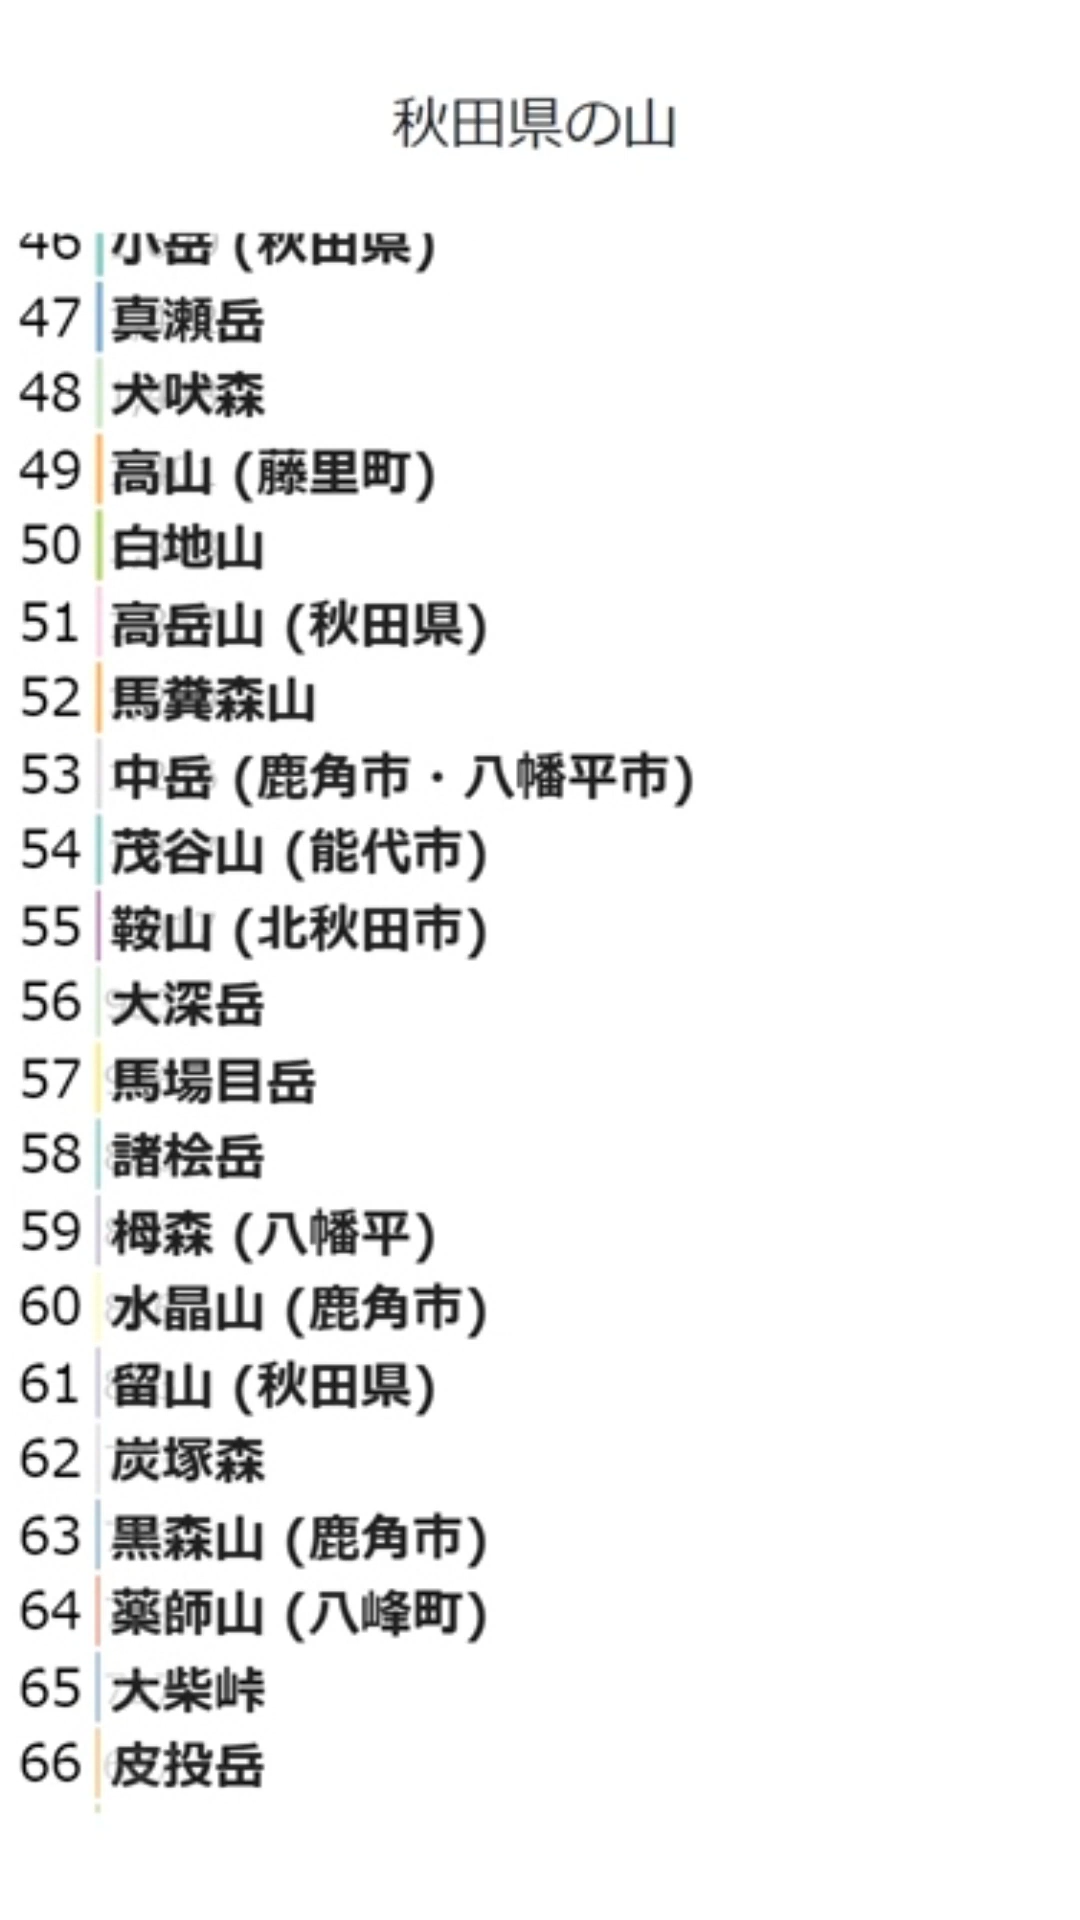 秋田県の山
46 小岳 (秋田県)
47 真瀬岳
48 犬吠森
49 高山 (藤里町)
50 白地山
51 高岳山 (秋田県)
52 馬糞森山
53 中岳 (鹿角市・八幡平市)
54 茂谷山 (能代市)
55 鞍山 (北秋田市)
56 大深岳
57 馬場目岳
58 諸桧岳
59 栂森 (八幡平)
60 水晶山 (鹿角市)
61 留山 (秋田県)
62 炭塚森
63 黒森山 (鹿角市)
64 薬師山 (八峰町)
65 大柴峠
66 皮投岳